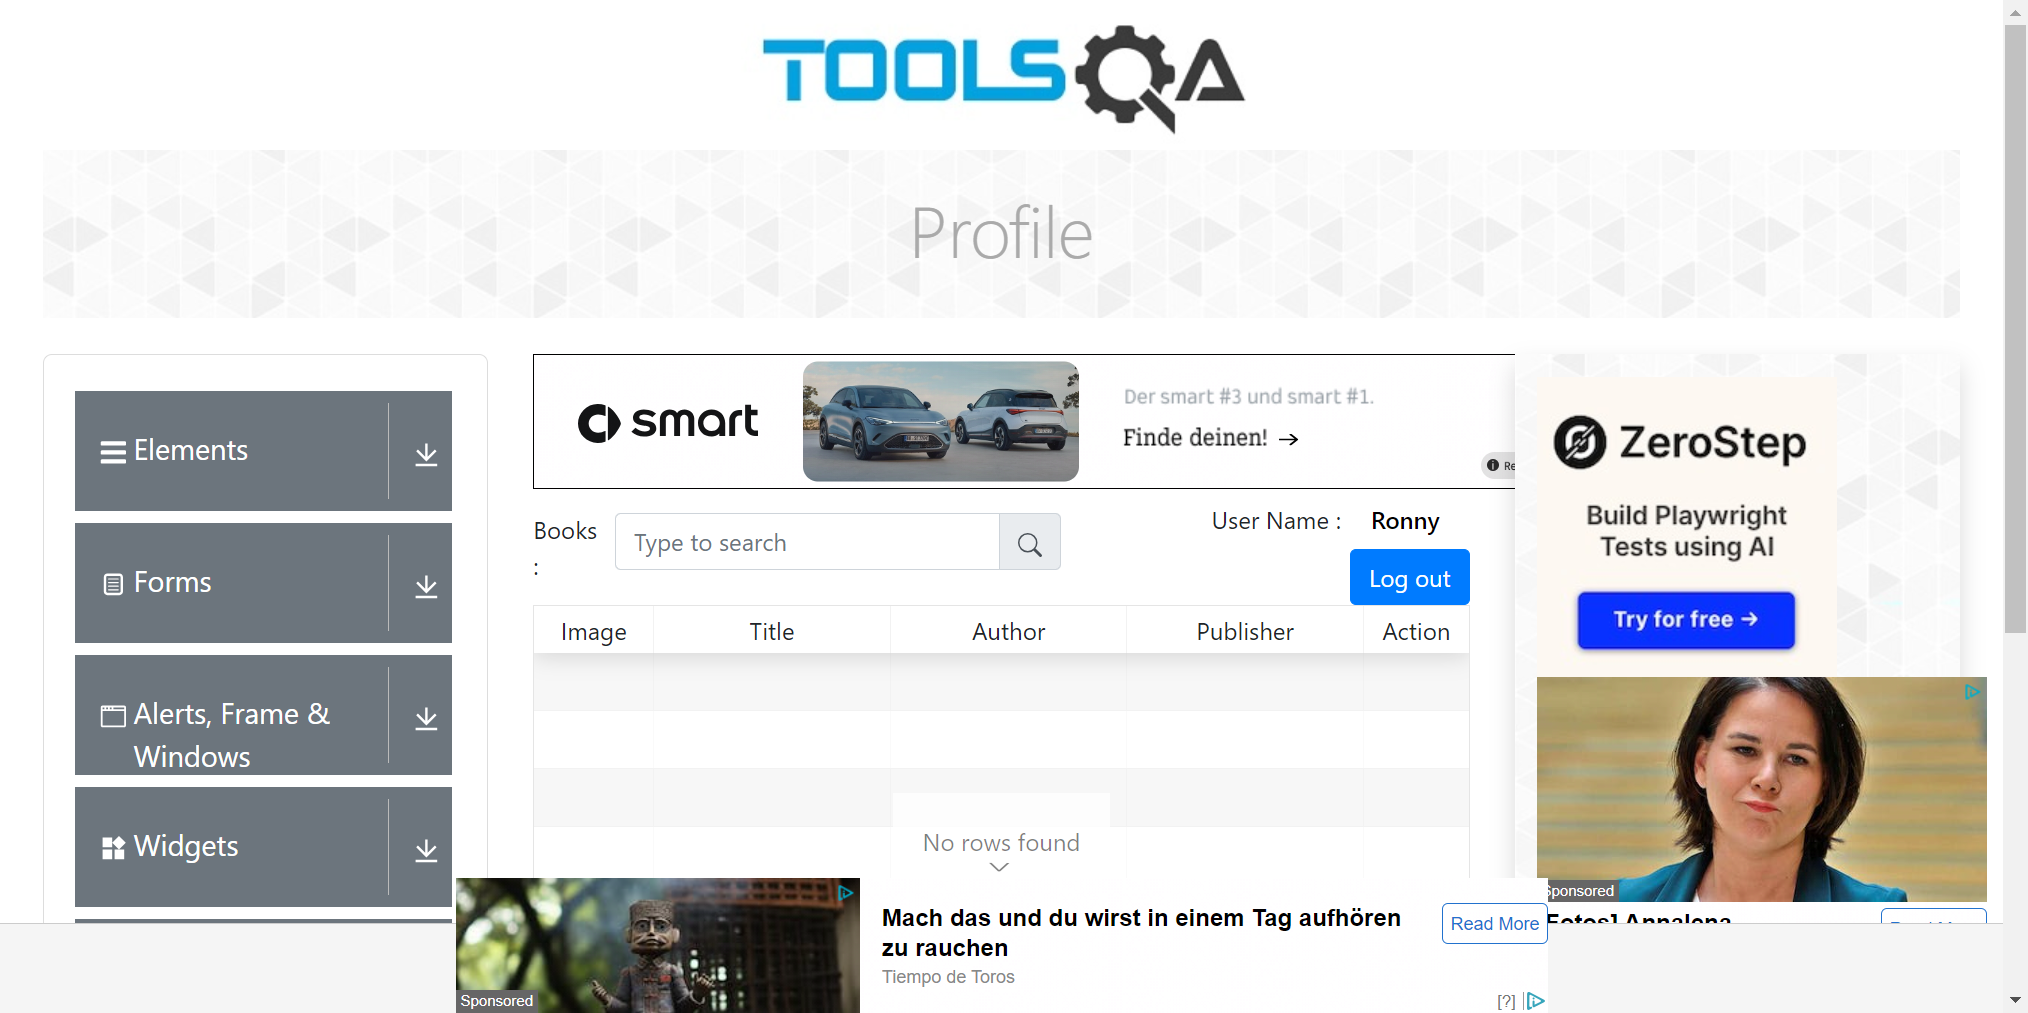 TOOLSQA
Profile
Elements
Forms
Alerts, Frame &
Windows
Widgets
smart
Der smart #3 und smart #1.
Finde deinen! →
Re
Books
:
Type to search
User Name :
Ronny
Log out
Image
Title
Author
Publisher
Action
No rows found
ZeroStep
Build Playwright
Tests using AI
Try for free →
Sponsored
Mach das und du wirst in einem Tag aufhören
zu rauchen
Tiempo de Toros
Read More
[?]
Sponsored
Fotos] Annalena